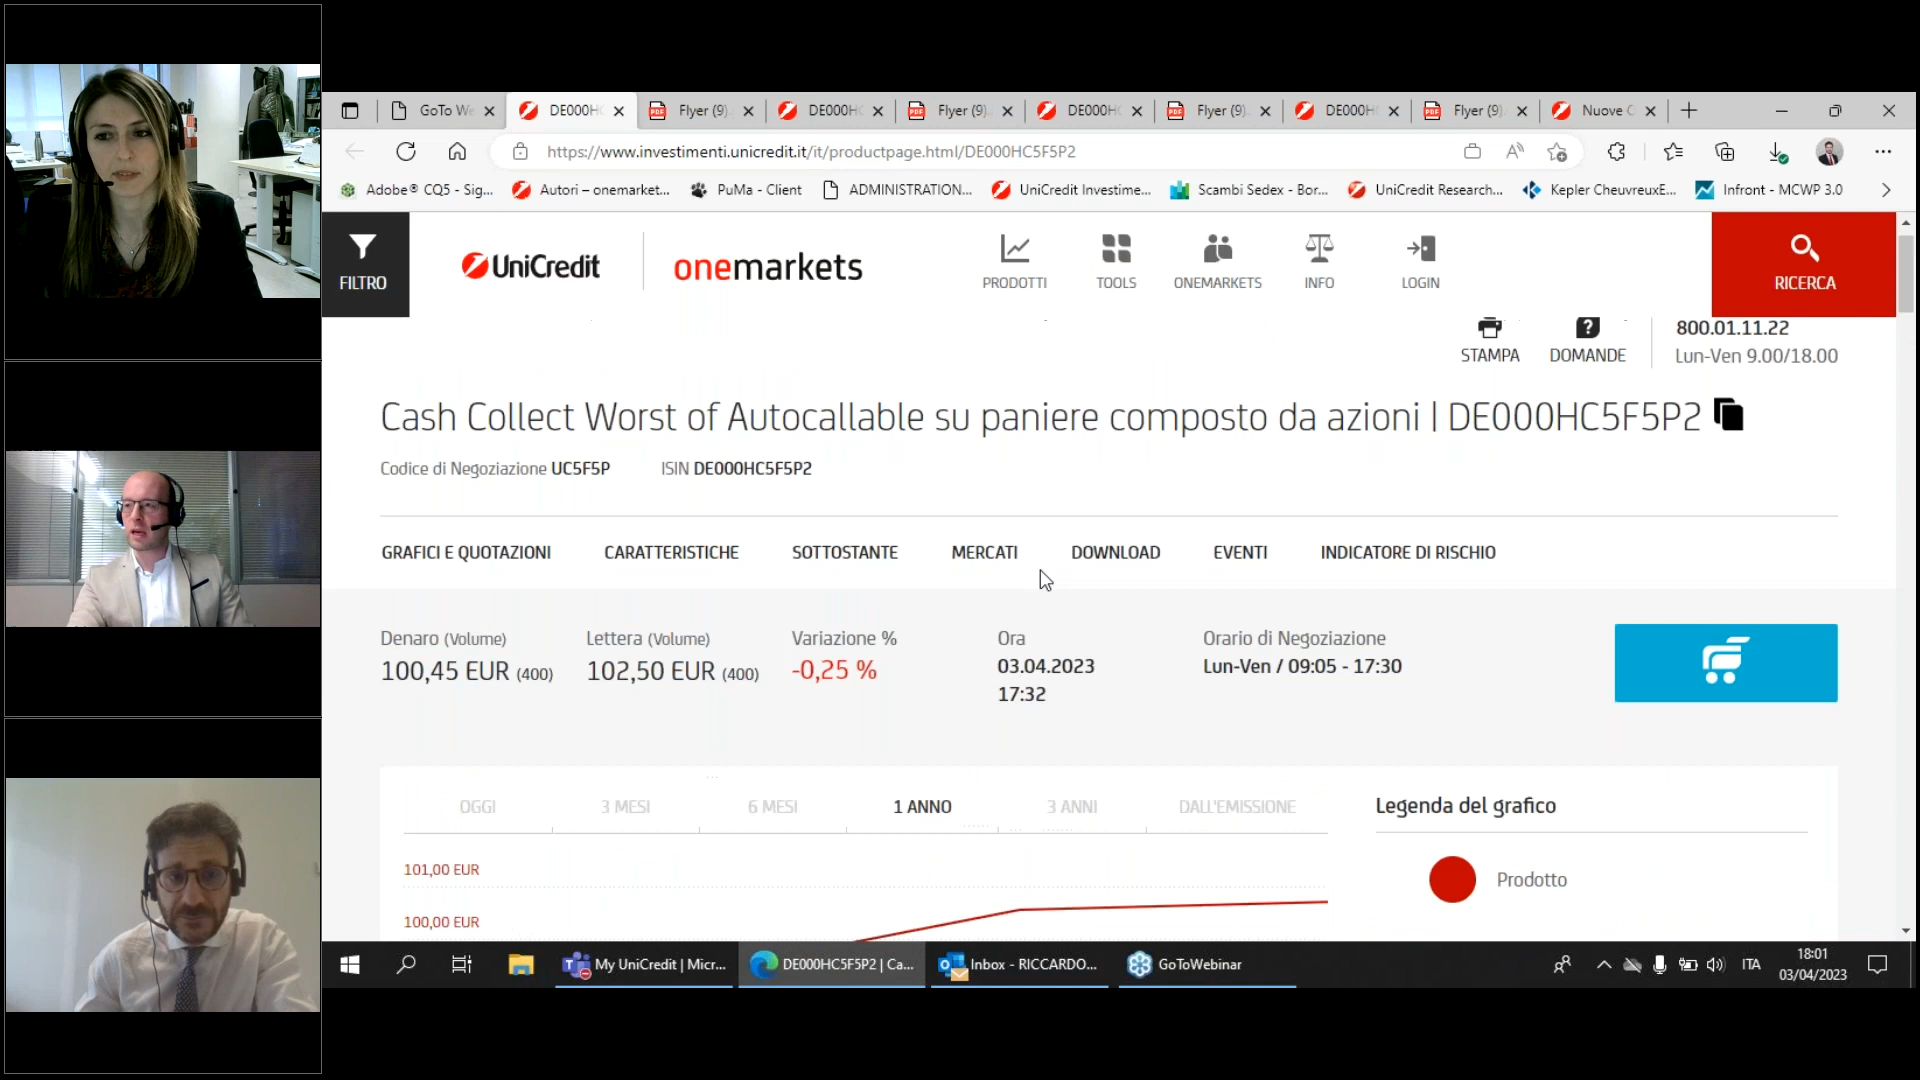 GoTo We
DE000HC
Flyer (9).
DE000HC
Flyer (9).
DE000H
Flyer (9).
DE000H
Flyer (9).
Nuove C
https://www.investimenti.unicredit.it/it/productpage.html/DE000HC5F5P2
Adobe® CQ5 - Sig...
Autori – onemarket...
PuMa - Client
ADMINISTRATION...
UniCredit Investime...
Scambi Sedex - Bor...
UniCredit Research...
Kepler CheuvreuxE...
Infront - MCWP 3.0
FILTRO
UniCredit
onemarkets
PRODOTTI
TOOLS
ONEMARKETS
INFO
LOGIN
RICERCA
STAMPA
DOMANDE
800.01.11.22
Lun-Ven 9.00/18.00
Cash Collect Worst of Autocallable su paniere composto da azioni | DE000HC5F5P2
Codice di Negoziazione UC5F5P
ISIN DE000HC5F5P2
GRAFICI E QUOTAZIONI
CARATTERISTICHE
SOTTOSTANTE
MERCATI
DOWNLOAD
EVENTI
INDICATORE DI RISCHIO
Denaro (Volume)
100,45 EUR (400)
Lettera (Volume)
102,50 EUR (400)
Variazione %
-0,25 %
Ora
03.04.2023
17:32
Orario di Negoziazione
Lun-Ven / 09:05 - 17:30
OGGI
3 MESI
6 MESI
1 ANNO
3 ANNI
DALL'EMISSIONE
Legenda del grafico
101,00 EUR
100,00 EUR
Prodotto
My UniCredit | Micr...
DE000HC5F5P2 | Ca...
Inbox - RICCARDO...
GoToWebinar
ITA
18:01
03/04/2023